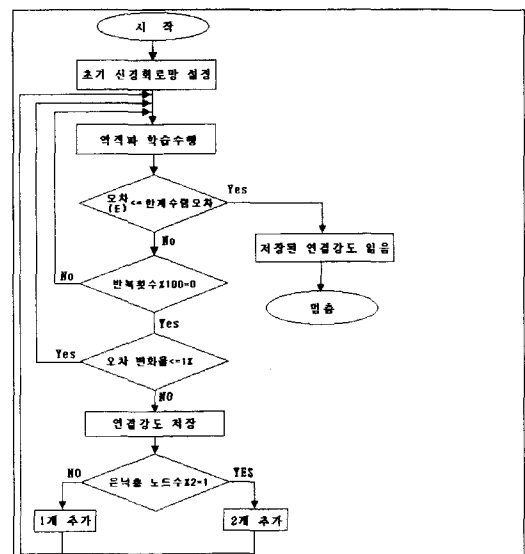 시 작
초기 신경회로망 설정
역전파 학습수행
오차(E)<=한계수렴오차
Yes
No
저장된 연결강도 읽음
반복횟수%100=0
No
멈춤
Yes
오차 변화율<=1%
Yes
NO
연결강도 저장
은닉층 노드수%2=1
NO
YES
1개 추가
2개 추가